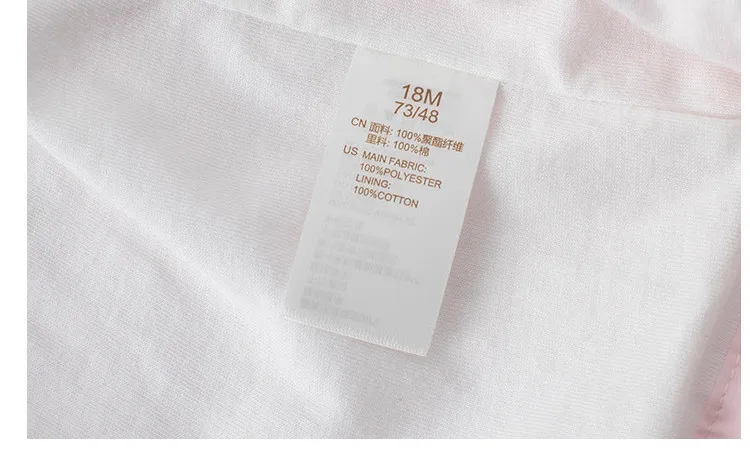 18M
73/48
CN 面料: 100%聚酯纤维
里料: 100%棉
US MAIN FABRIC:
100%POLYESTER
LINING:
100%COTTON